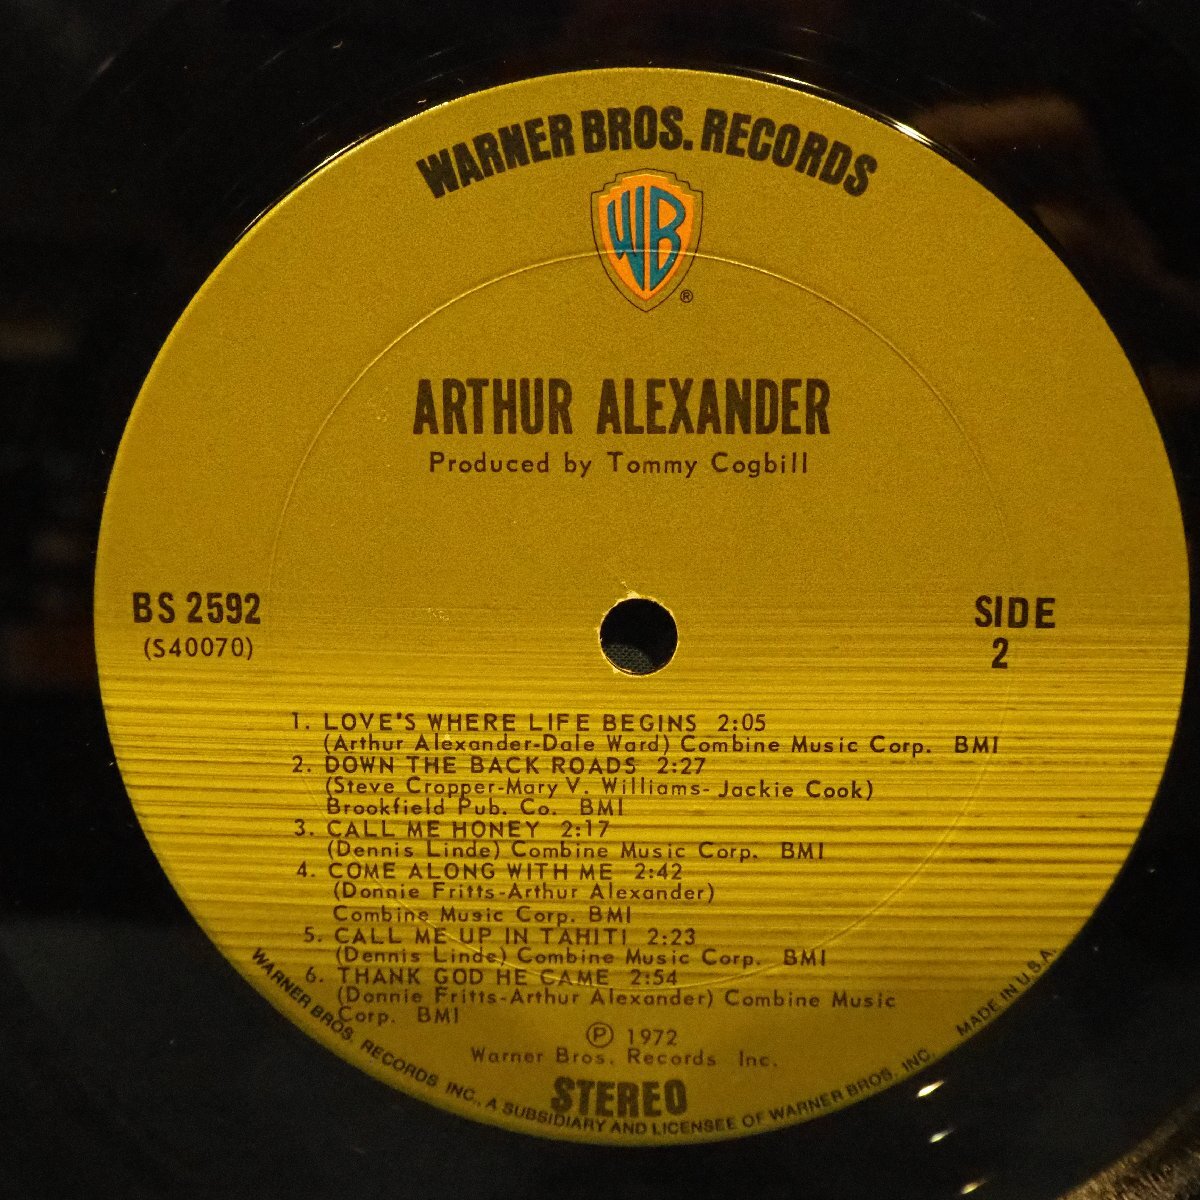 WARNER BROS. RECORDS
WB
®
ARTHUR ALEXANDER
Produced by Tommy Cogbill
BS 2592
(S40070)
SIDE
2
1. LOVE'S WHERE LIFE BEGINS 2:05
(Arthur Alexander-Dale Ward) Combine Music Corp. BMI
2. DOWN THE BACK ROADS 2:27
(Steve Cropper-Mary V. Williams- Jackie Cook)
Brookfield Pub. Co. BMI
3. CALL ME HONEY 2:17
(Dennis Linde) Combine Music Corp. BMI
4. COME ALONG WITH ME 2:42
(Donnie Fritts-Arthur Alexander)
Combine Music Corp. BMI
5. CALL ME UP IN TAHITI 2:23
(Dennis Linde) Combine Music Corp. BMI
6. THANK GOD HE CAME 2:54
(Donnie Fritts-Arthur Alexander) Combine Music
Corp. BMI
Ⓟ 1972
Warner Bros. Records Inc.
STEREO
WARNER BROS. RECORDS INC., A SUBSIDIARY AND LICENSEE OF WARNER BROS. INC. MADE IN U.S.A.